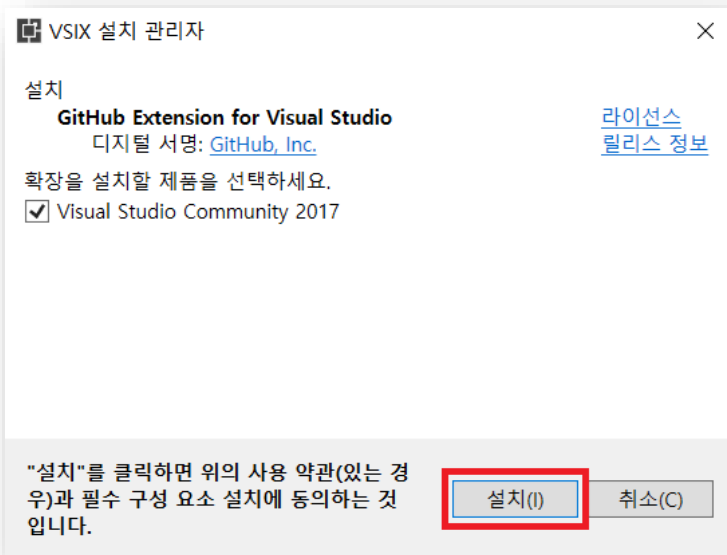 VSIX 설치 관리자
설치
GitHub Extension for Visual Studio
라이선스
디지털 서명: GitHub, Inc.
릴리스 정보
확장을 설치할 제품을 선택하세요.
Visual Studio Community 2017
"설치"를 클릭하면 위의 사용 약관(있는 경
우)과 필수 구성 요소 설치에 동의하는 것
입니다.
설치(I)
취소(C)